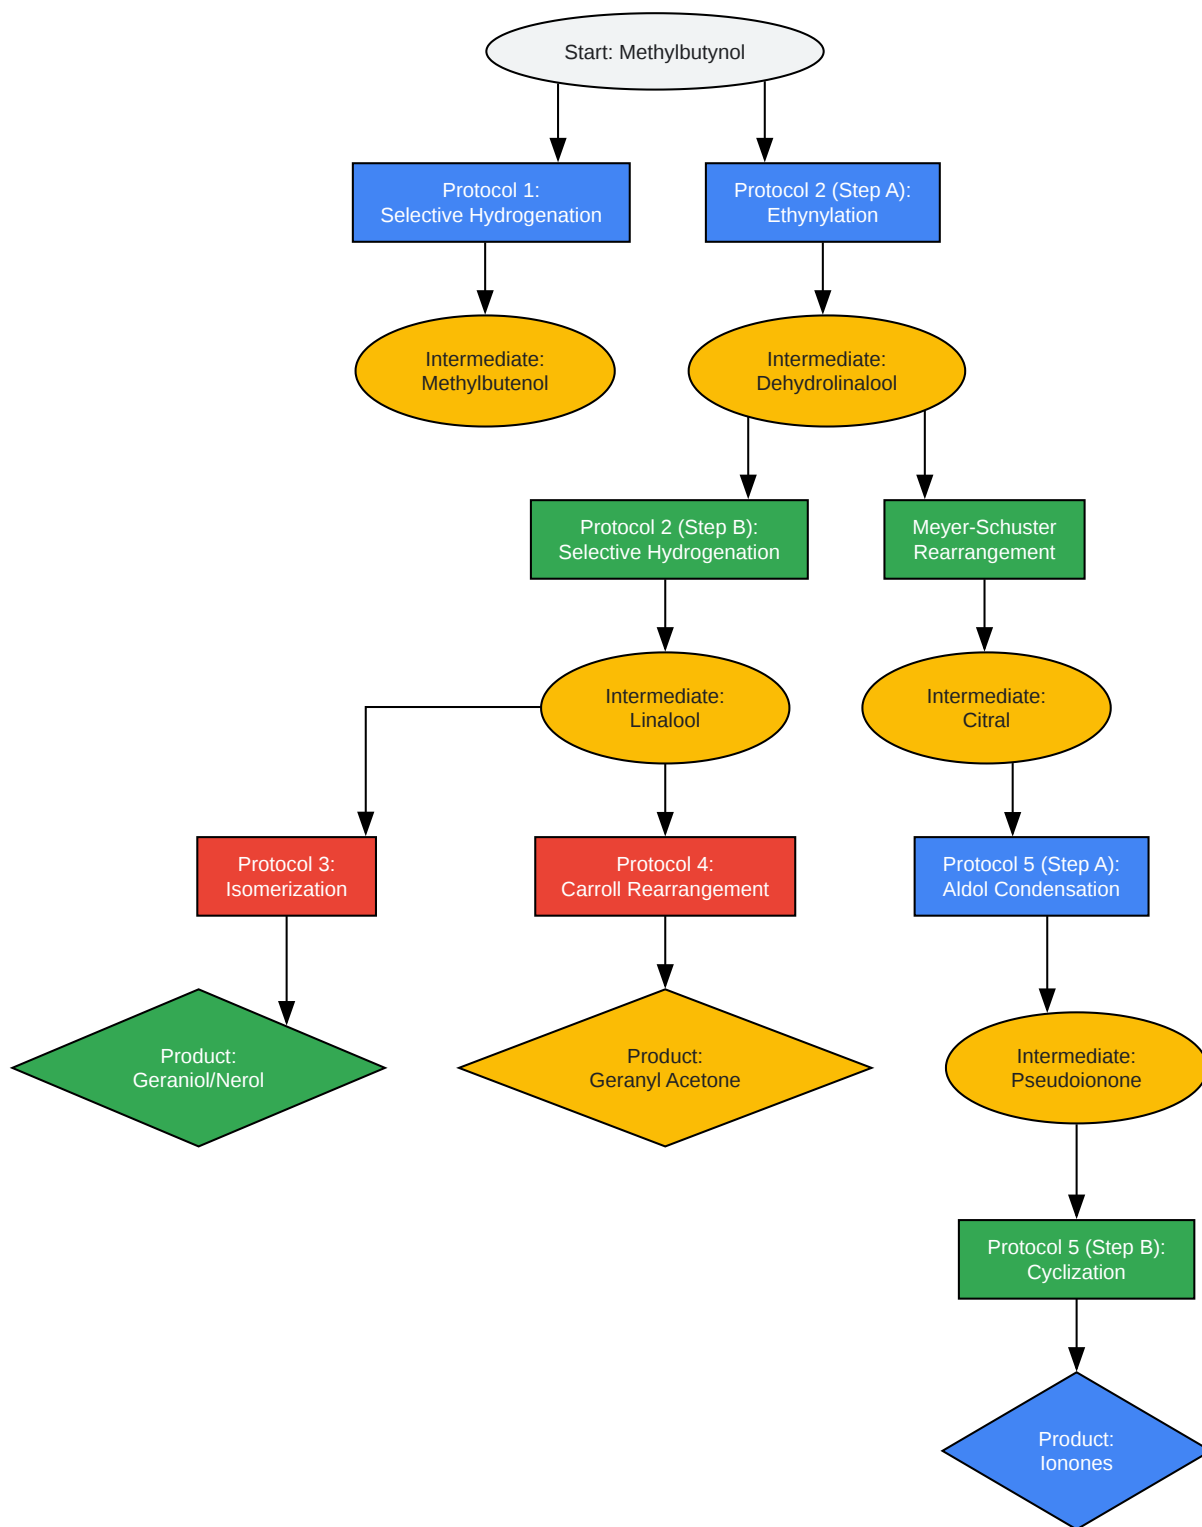 Start: Methylbutynol
Protocol 1:
Selective Hydrogenation
Protocol 2 (Step A):
Ethynylation
Intermediate:
Methylbutenol
Intermediate:
Dehydrolinalool
Protocol 2 (Step B):
Selective Hydrogenation
Meyer-Schuster
Rearrangement
Intermediate:
Linalool
Intermediate:
Citral
Protocol 3:
Isomerization
Protocol 4:
Carroll Rearrangement
Protocol 5 (Step A):
Aldol Condensation
Product:
Geraniol/Nerol
Product:
Geranyl Acetone
Intermediate:
Pseudoionone
Protocol 5 (Step B):
Cyclization
Product:
Ionones